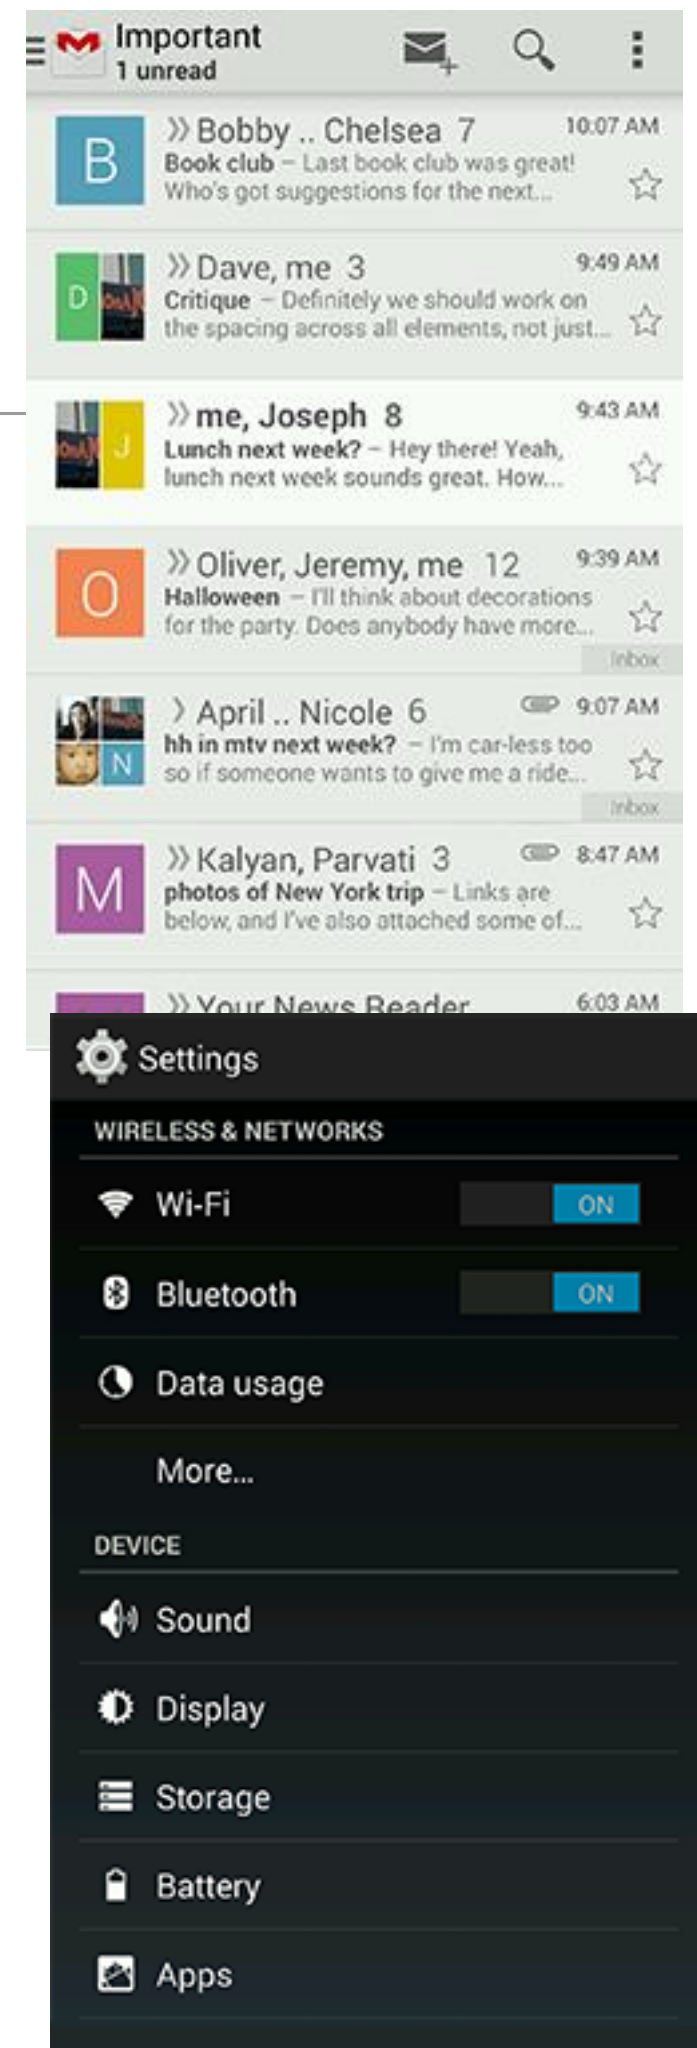 Important
1 unread
B
Bobby .. Chelsea 7 10:07 AM
Book club – Last book club was great!
Who's got suggestions for the next...
D
Dave, me 3 9:49 AM
Critique – Definitely we should work on
the spacing across all elements, not just...
J
me, Joseph 8 9:43 AM
Lunch next week? – Hey there! Yeah,
lunch next week sounds great. How...
O
Oliver, Jeremy, me 12 9:39 AM
Halloween – I'll think about decorations
for the party. Does anybody have more...
Inbox
N
April .. Nicole 6 9:07 AM
hh in mtv next week? – I'm car-less too
so if someone wants to give me a ride...
Inbox
M
Kalyan, Parvati 3 8:47 AM
photos of New York trip – Links are
below, and I've also attached some of...
Your News Reader 6:03 AM
Settings
WIRELESS & NETWORKS
Wi-Fi ON
Bluetooth ON
Data usage
More...
DEVICE
Sound
Display
Storage
Battery
Apps